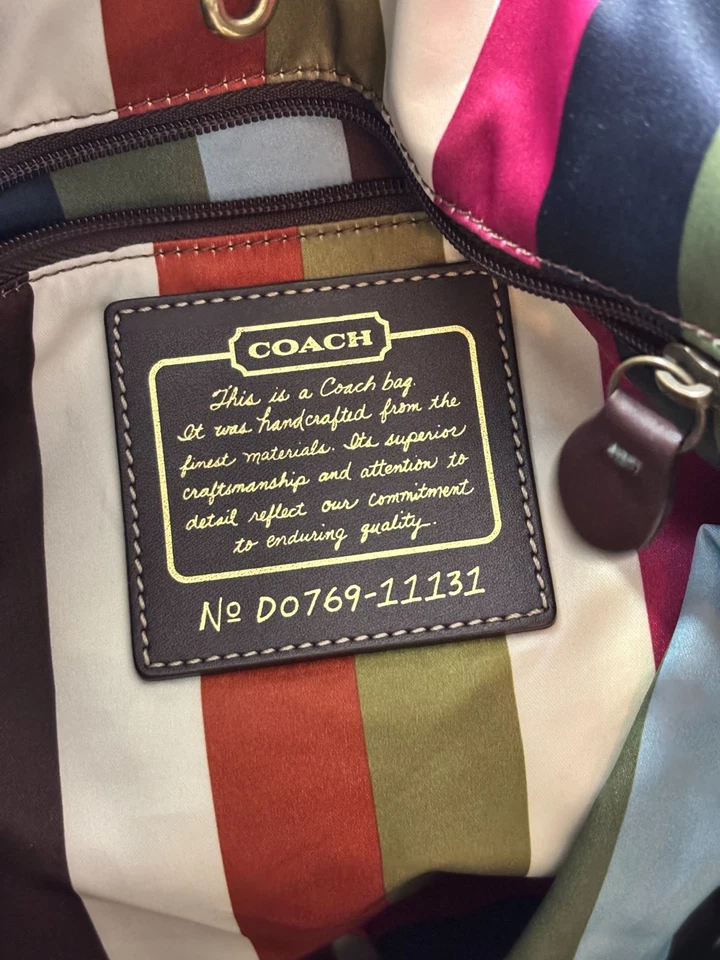 COACH
This is a Coach bag.
It was handcrafted from the
finest materials. Its superior
craftsmanship and attention to
detail reflect our commitment
to enduring quality.
Nº D0769-11131